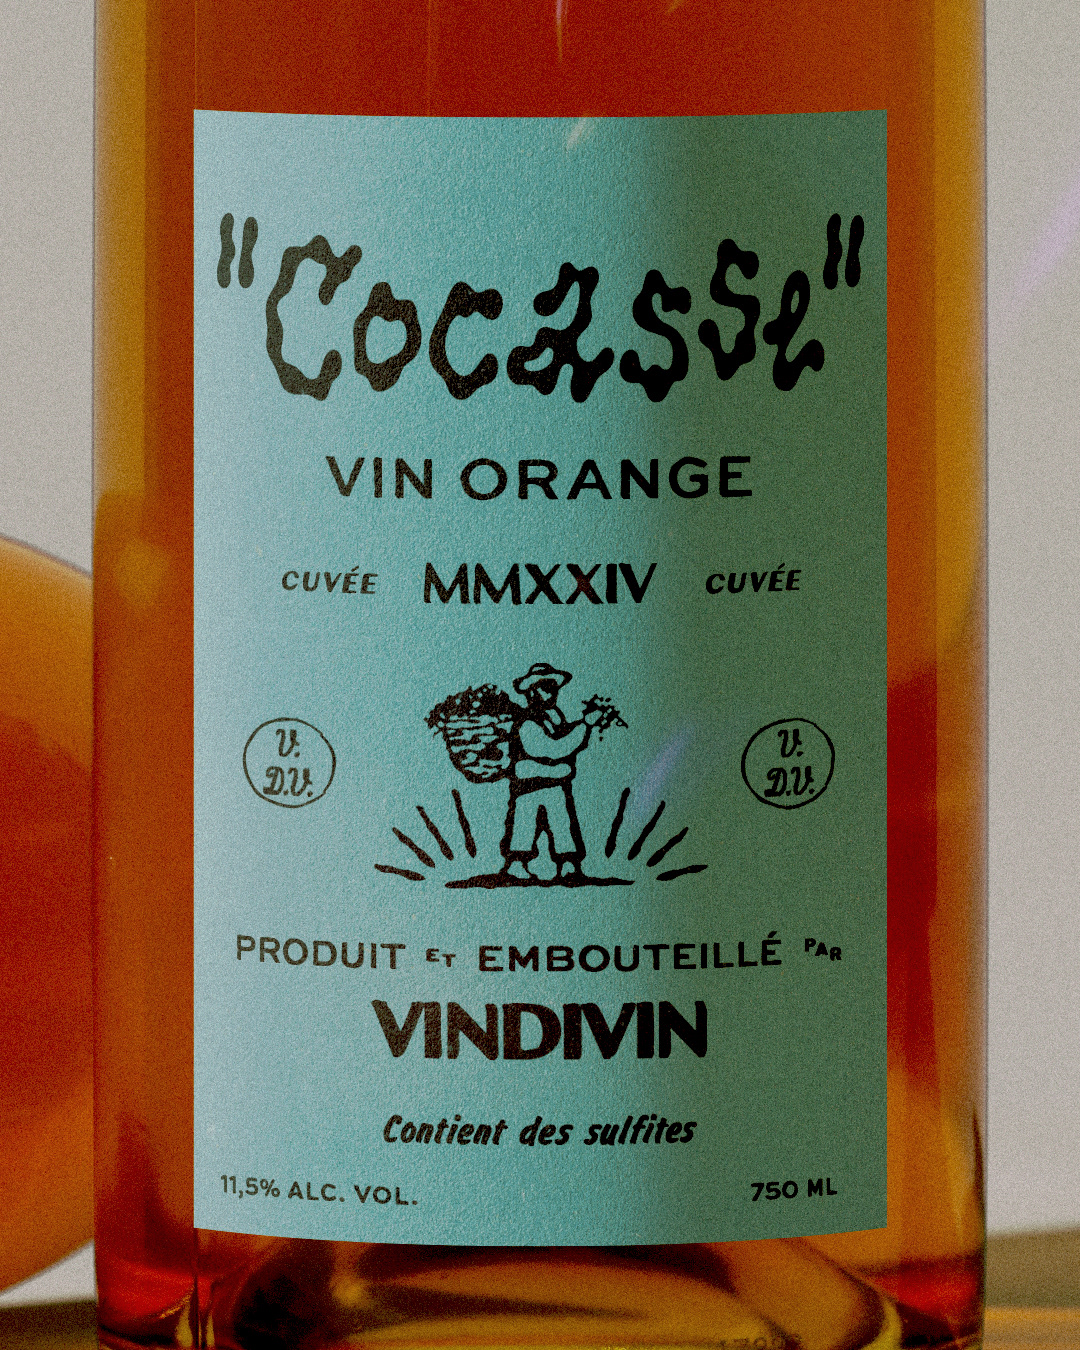 "Cocasse"
VIN ORANGE
CUVÉE MMXXIV CUVÉE
V. V.
D.V. D.V.
PRODUIT ET EMBOUTEILLÉ PAR
VINDIVIN
Contient des sulfites
11,5% ALC. VOL. 750 ML